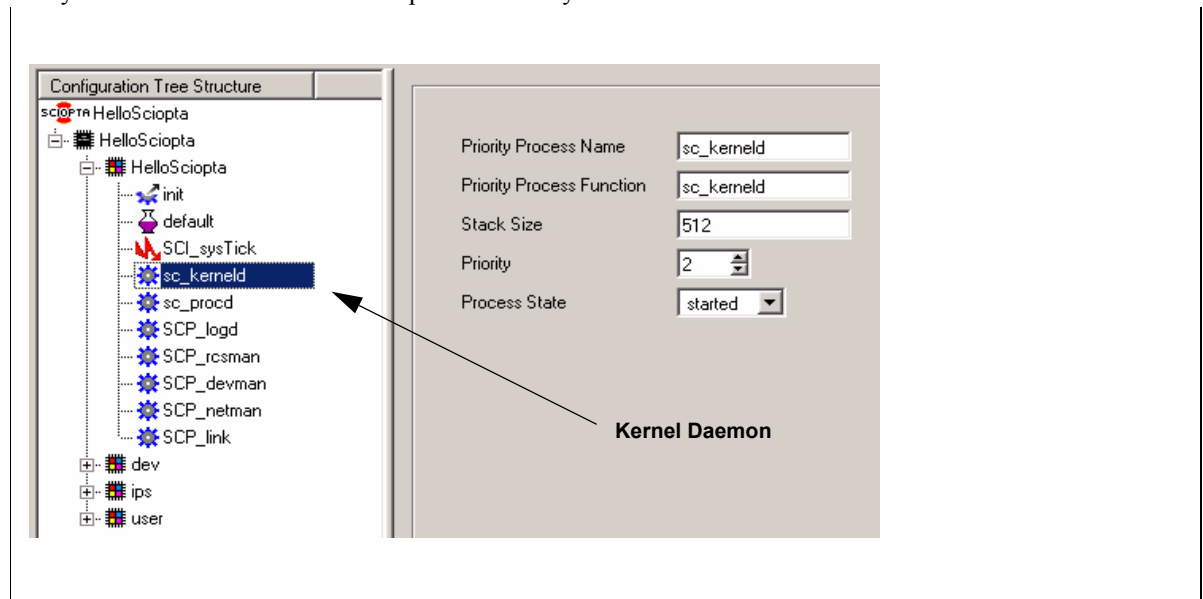 Configuration Tree Structure
SCIOPTA HelloSciopta
HelloSciopta
HelloSciopta
init
default
SCI_sysTick
sc_kerneld
sc_procd
SCP_logd
SCP_rcsman
SCP_devman
SCP_netman
SCP_link
dev
ips
user
Priority Process Name sc_kerneld
Priority Process Function sc_kerneld
Stack Size 512
Priority 2
Process State started
Kernel Daemon